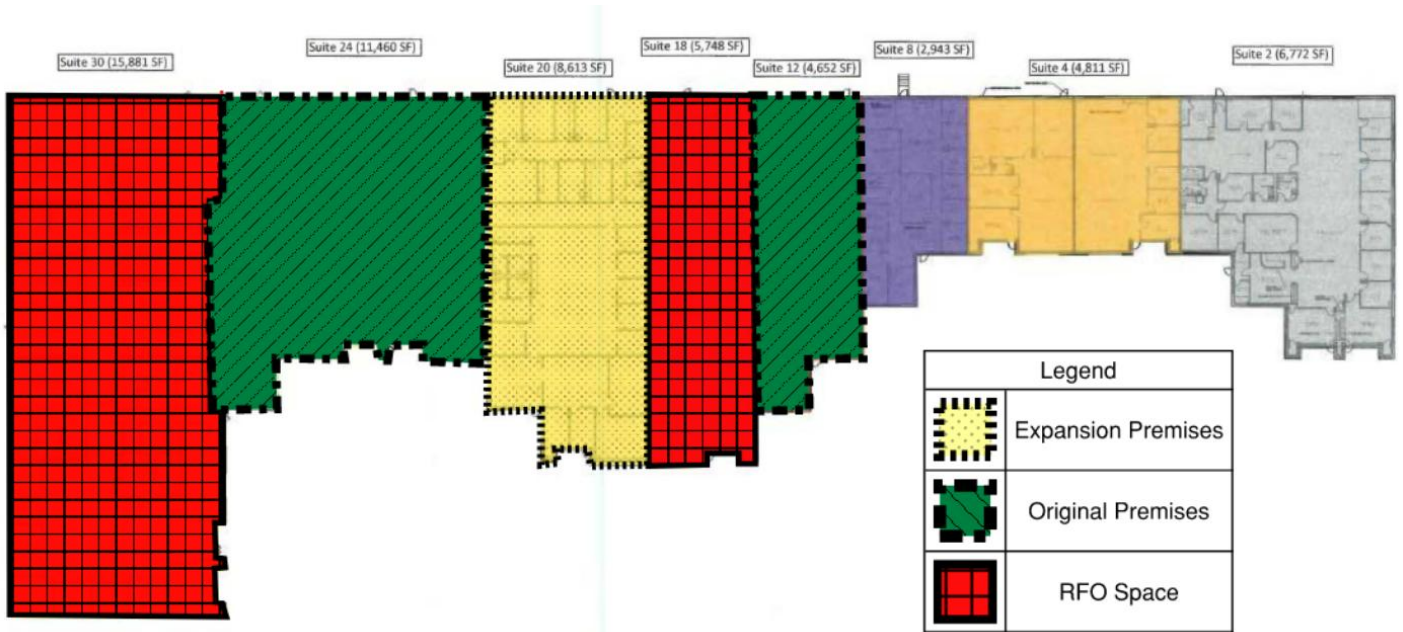 Suite 30 (15,881 SF)
Suite 24 (11,460 SF)
Suite 20 (8,613 SF)
Suite 18 (5,748 SF)
Suite 12 (4,652 SF)
Suite 8 (2,943 SF)
Suite 4 (4,811 SF)
Suite 2 (6,772 SF)
Legend
Expansion Premises
Original Premises
RFO Space